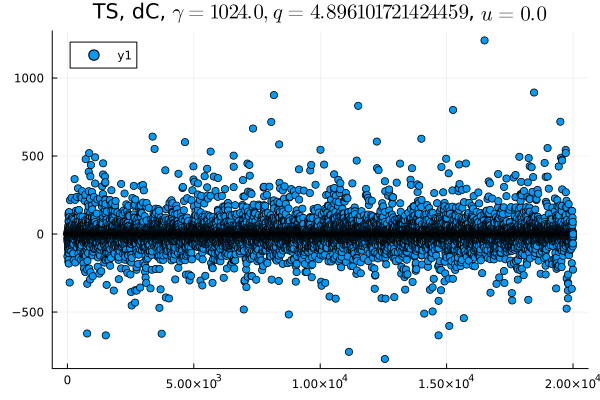 TS, dC, γ = 1024.0, q = 4.896101721424459, u = 0.0
y1
1000
500
0
−500
0 5.00×10³ 1.00×10⁴ 1.50×10⁴ 2.00×10⁴